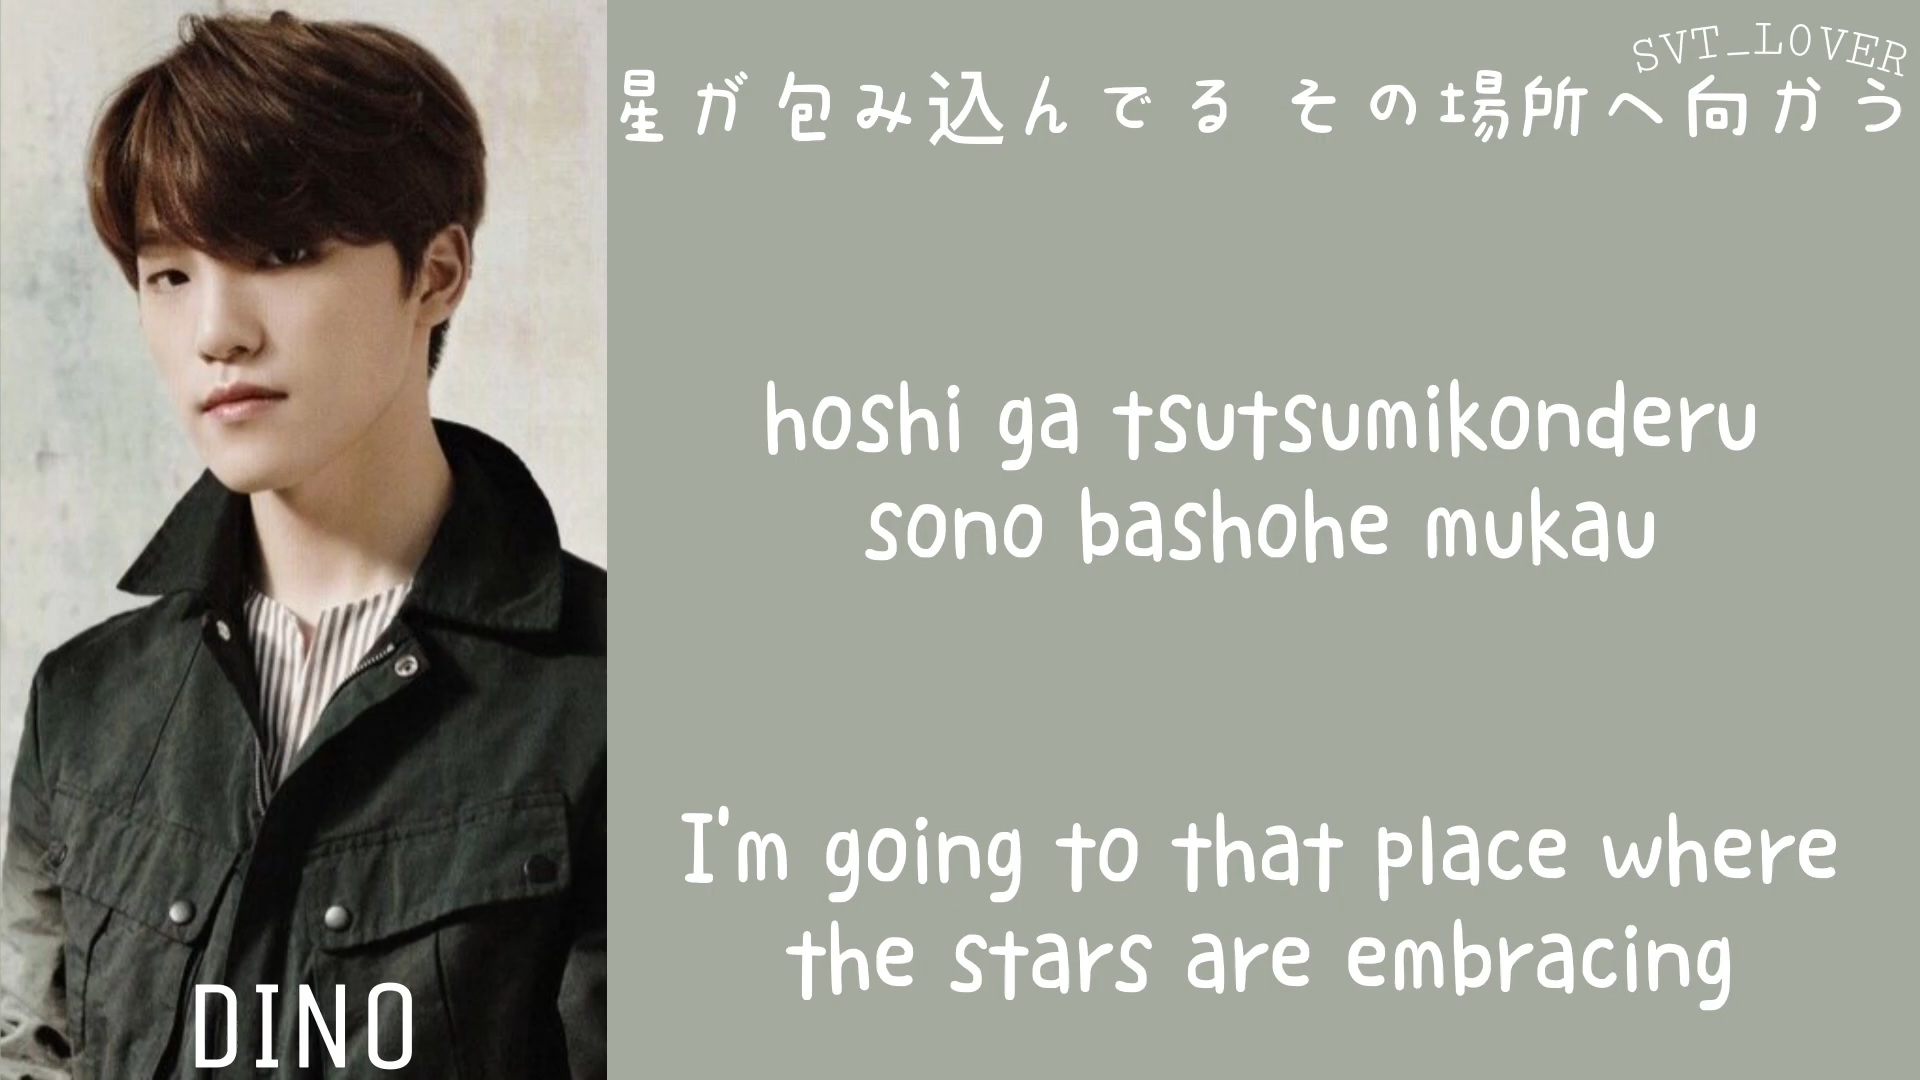 SVT_LOVER
星が包み込んでる その場所へ向かう
hoshi ga tsutsumikonderu
sono bashohe mukau
I'm going to that place where
the stars are embracing
DINO